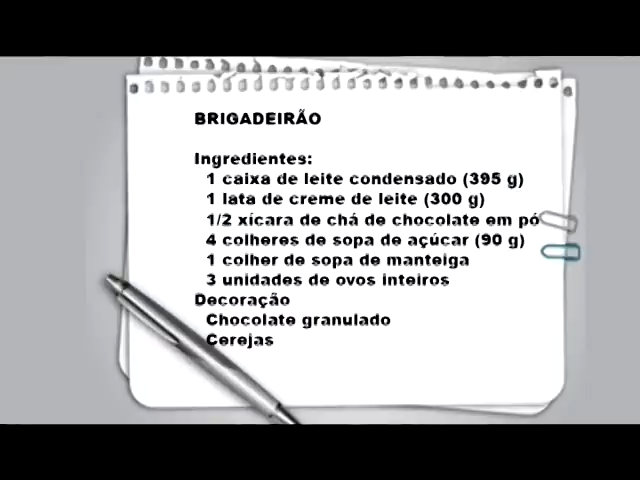 BRIGADEIRÃO
Ingredientes:
1 caixa de leite condensado (395 g)
1 lata de creme de leite (300 g)
1/2 xícara de chá de chocolate em pó
4 colheres de sopa de açúcar (90 g)
1 colher de sopa de manteiga
3 unidades de ovos inteiros
Decoração
Chocolate granulado
Cerejas